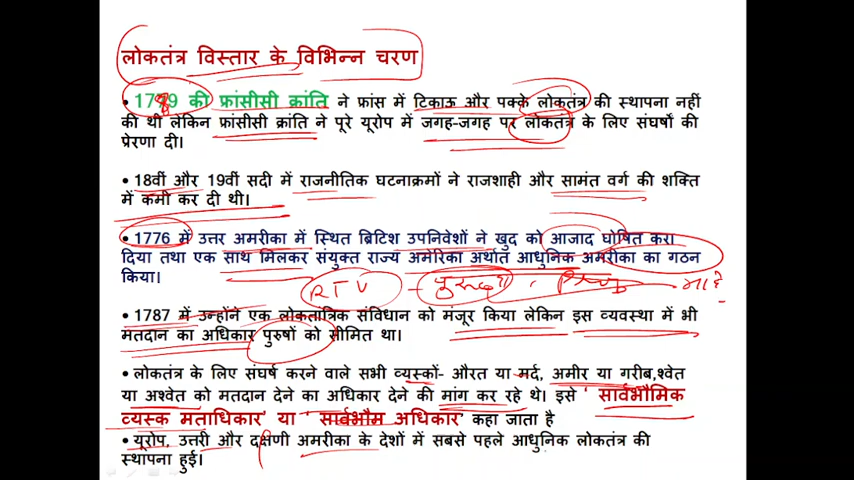 लोकतंत्र विस्तार के विभिन्न चरण
• 1789 की फ्रांसीसी क्रांति ने फ्रांस में टिकाऊ और पक्के लोकतंत्र की स्थापना नहीं
की थी लेकिन फ्रांसीसी क्रांति ने पूरे यूरोप में जगह-जगह पर लोकतंत्र के लिए संघर्षों की
प्रेरणा दी।
• 18वीं और 19वी सदी में राजनीतिक घटनाक्रमों ने राजशाही और सामंत वर्ग की शक्ति
में कमी कर दी थी।
• 1776 में उत्तर अमरीका में स्थित ब्रिटिश उपनिवेशों ने खुद को आजाद घोषित करा
दिया तथा एक साथ मिलकर संयुक्त राज्य अमेरिका अर्थात आधुनिक अमरीका का गठन
किया।
RTV -
• 1787 में उन्होंने एक लोकतांत्रिक संविधान को मंजूर किया लेकिन इस व्यवस्था में भी
मतदान का अधिकार पुरुषों को सीमित था।
• लोकतंत्र के लिए संघर्ष करने वाले सभी व्यस्कों- औरत या मर्द, अमीर या गरीब,श्वेत
या अश्वेत को मतदान देने का अधिकार देने की मांग कर रहे थे। इसे ' सार्वभौमिक
व्यस्क मताधिकार' या ' सार्वभौम अधिकार' कहा जाता है
• यूरोप, उत्तरी और दक्षिणी अमरीका के देशों में सबसे पहले आधुनिक लोकतंत्र की
स्थापना हुई।